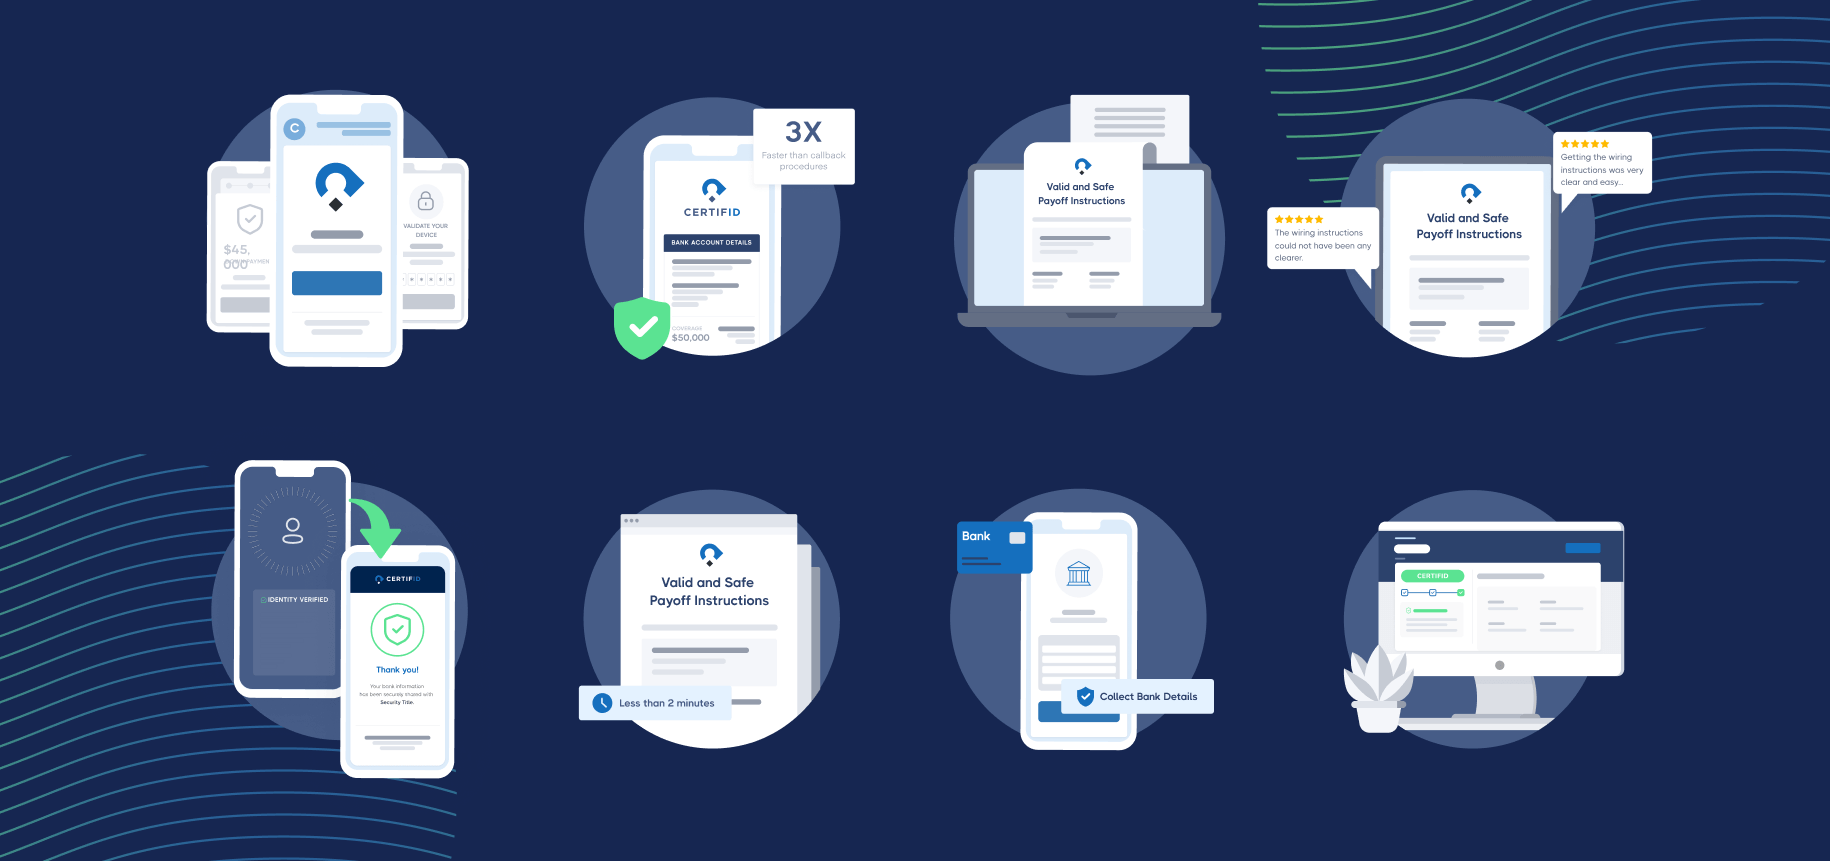 C
$45,
000
VALIDATE YOUR
DEVICE
3X
Faster than callback
procedures
CERTIFID
BANK ACCOUNT DETAILS
COVERAGE
$50,000
Valid and Safe
Payoff Instructions
Getting the wiring
instructions was very
clear and easy...
The wiring instructions
could not have been any
clearer.
Valid and Safe
Payoff Instructions
IDENTITY VERIFIED
CERTIFID
Thank you!
Your bank information
has been securely shared with
Security Title.
Valid and Safe
Payoff Instructions
Less than 2 minutes
Bank
Collect Bank Details
CERTIFID